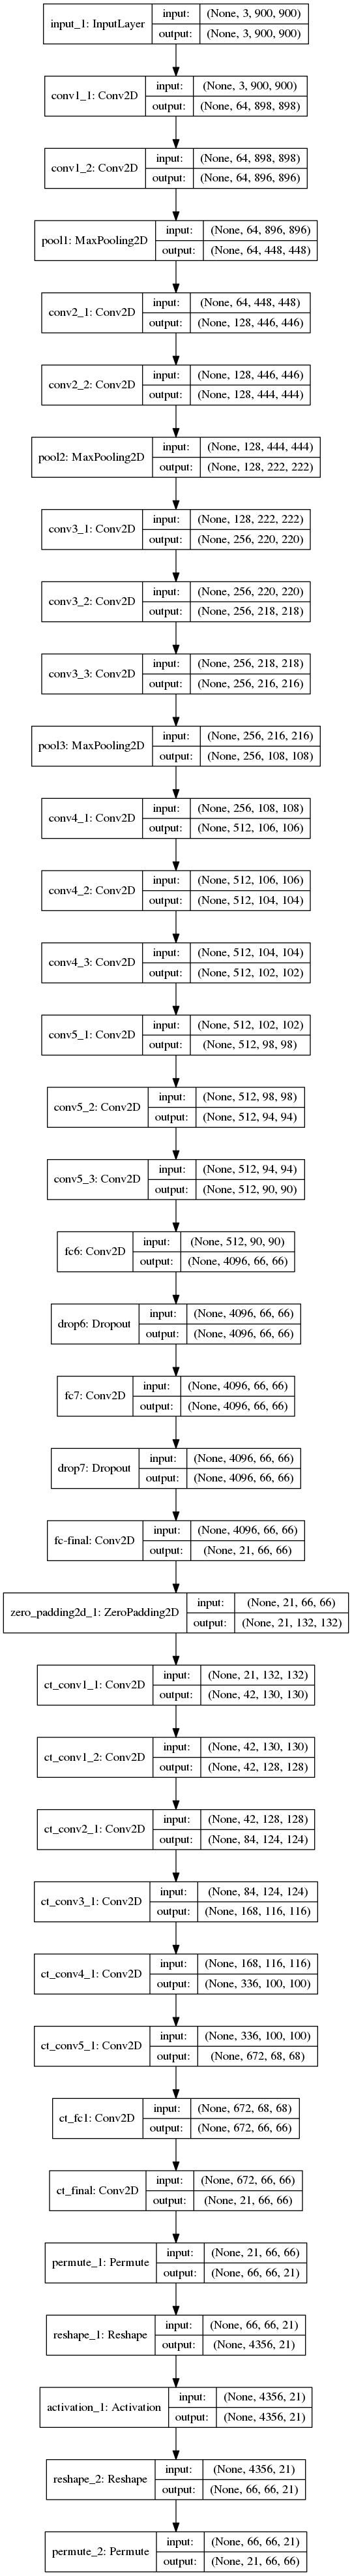 input_1: InputLayer
input: (None, 3, 900, 900)
output: (None, 3, 900, 900)
conv1_1: Conv2D
input: (None, 3, 900, 900)
output: (None, 64, 898, 898)
conv1_2: Conv2D
input: (None, 64, 898, 898)
output: (None, 64, 896, 896)
pool1: MaxPooling2D
input: (None, 64, 896, 896)
output: (None, 64, 448, 448)
conv2_1: Conv2D
input: (None, 64, 448, 448)
output: (None, 128, 446, 446)
conv2_2: Conv2D
input: (None, 128, 446, 446)
output: (None, 128, 444, 444)
pool2: MaxPooling2D
input: (None, 128, 444, 444)
output: (None, 128, 222, 222)
conv3_1: Conv2D
input: (None, 128, 222, 222)
output: (None, 256, 220, 220)
conv3_2: Conv2D
input: (None, 256, 220, 220)
output: (None, 256, 218, 218)
conv3_3: Conv2D
input: (None, 256, 218, 218)
output: (None, 256, 216, 216)
pool3: MaxPooling2D
input: (None, 256, 216, 216)
output: (None, 256, 108, 108)
conv4_1: Conv2D
input: (None, 256, 108, 108)
output: (None, 512, 106, 106)
conv4_2: Conv2D
input: (None, 512, 106, 106)
output: (None, 512, 104, 104)
conv4_3: Conv2D
input: (None, 512, 104, 104)
output: (None, 512, 102, 102)
conv5_1: Conv2D
input: (None, 512, 102, 102)
output: (None, 512, 98, 98)
conv5_2: Conv2D
input: (None, 512, 98, 98)
output: (None, 512, 94, 94)
conv5_3: Conv2D
input: (None, 512, 94, 94)
output: (None, 512, 90, 90)
fc6: Conv2D
input: (None, 512, 90, 90)
output: (None, 4096, 66, 66)
drop6: Dropout
input: (None, 4096, 66, 66)
output: (None, 4096, 66, 66)
fc7: Conv2D
input: (None, 4096, 66, 66)
output: (None, 4096, 66, 66)
drop7: Dropout
input: (None, 4096, 66, 66)
output: (None, 4096, 66, 66)
fc-final: Conv2D
input: (None, 4096, 66, 66)
output: (None, 21, 66, 66)
zero_padding2d_1: ZeroPadding2D
input: (None, 21, 66, 66)
output: (None, 21, 132, 132)
ct_conv1_1: Conv2D
input: (None, 21, 132, 132)
output: (None, 42, 130, 130)
ct_conv1_2: Conv2D
input: (None, 42, 130, 130)
output: (None, 42, 128, 128)
ct_conv2_1: Conv2D
input: (None, 42, 128, 128)
output: (None, 84, 124, 124)
ct_conv3_1: Conv2D
input: (None, 84, 124, 124)
output: (None, 168, 116, 116)
ct_conv4_1: Conv2D
input: (None, 168, 116, 116)
output: (None, 336, 100, 100)
ct_conv5_1: Conv2D
input: (None, 336, 100, 100)
output: (None, 672, 68, 68)
ct_fc1: Conv2D
input: (None, 672, 68, 68)
output: (None, 672, 66, 66)
ct_final: Conv2D
input: (None, 672, 66, 66)
output: (None, 21, 66, 66)
permute_1: Permute
input: (None, 21, 66, 66)
output: (None, 66, 66, 21)
reshape_1: Reshape
input: (None, 66, 66, 21)
output: (None, 4356, 21)
activation_1: Activation
input: (None, 4356, 21)
output: (None, 4356, 21)
reshape_2: Reshape
input: (None, 4356, 21)
output: (None, 66, 66, 21)
permute_2: Permute
input: (None, 66, 66, 21)
output: (None, 21, 66, 66)